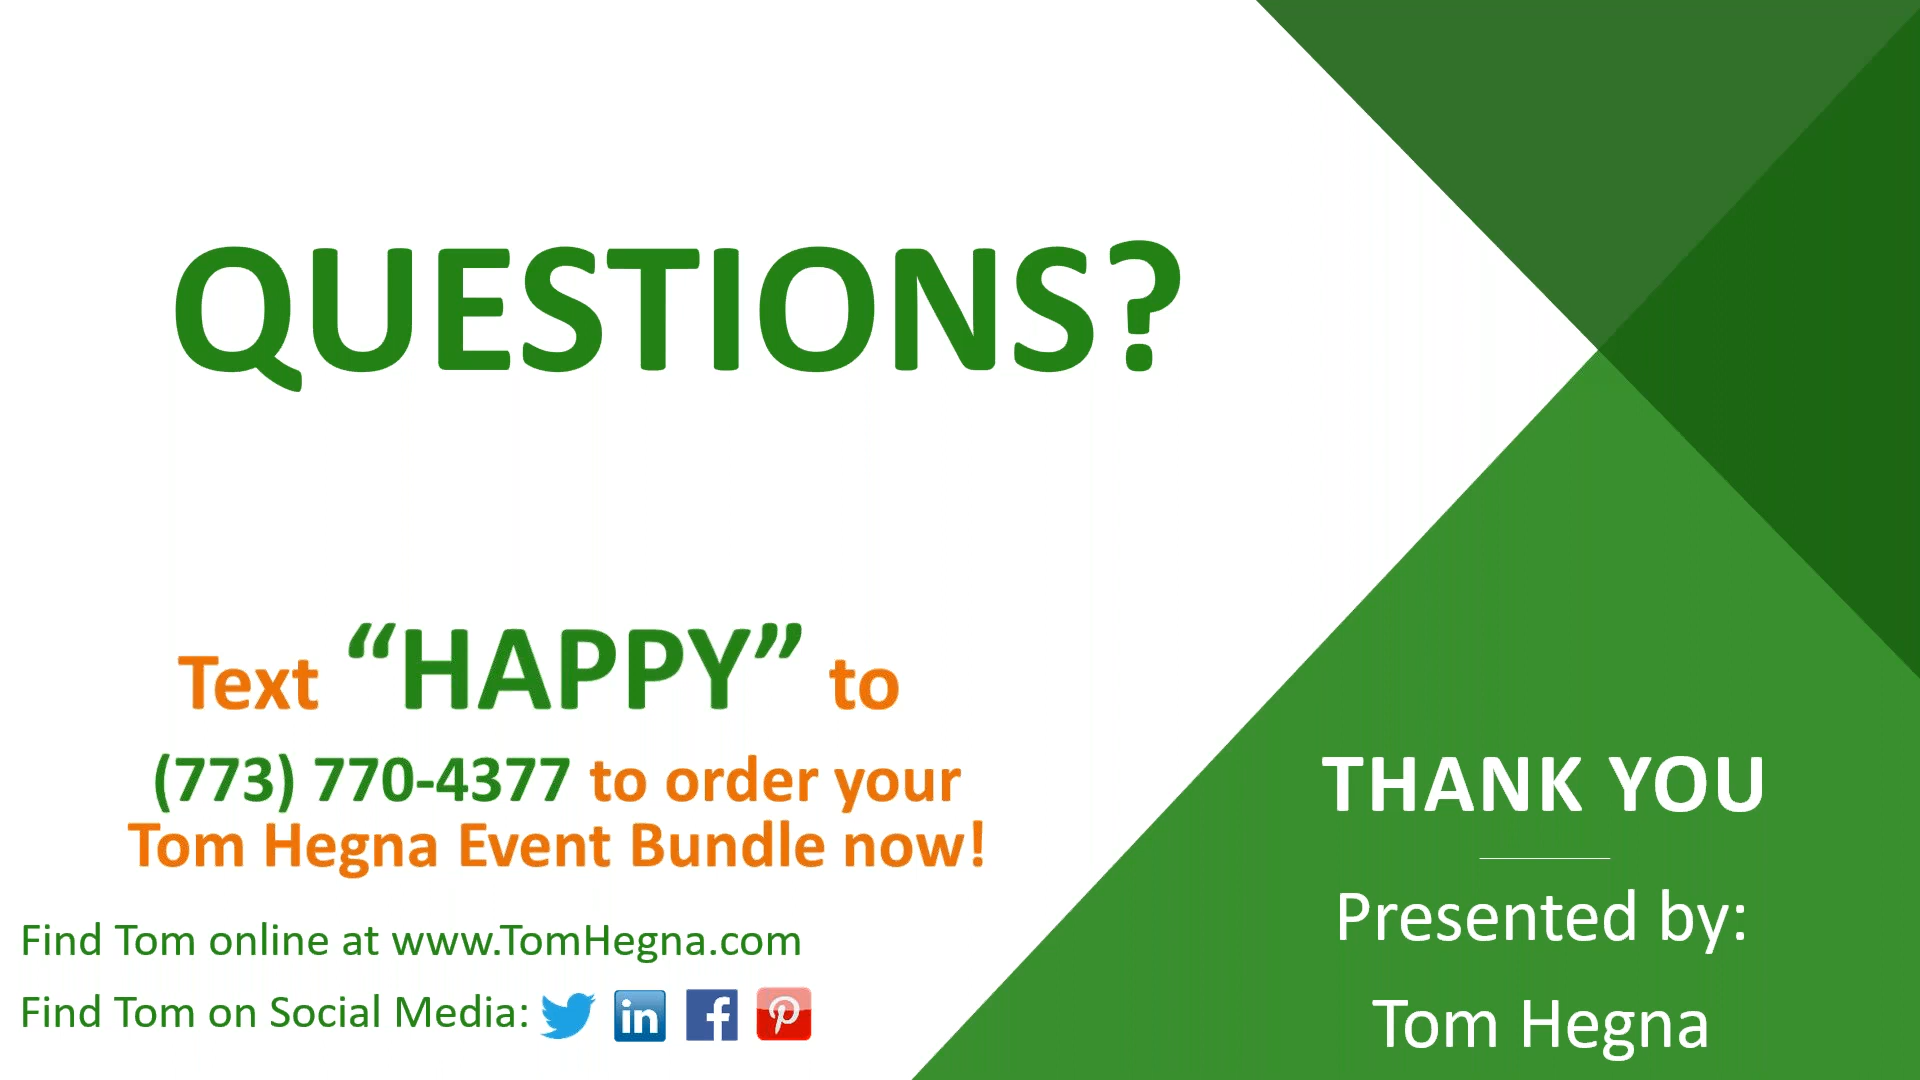 QUESTIONS?
Text “HAPPY” to
(773) 770-4377 to order your
Tom Hegna Event Bundle now!
Find Tom online at www.TomHegna.com
Find Tom on Social Media:
in f
THANK YOU
Presented by:
Tom Hegna